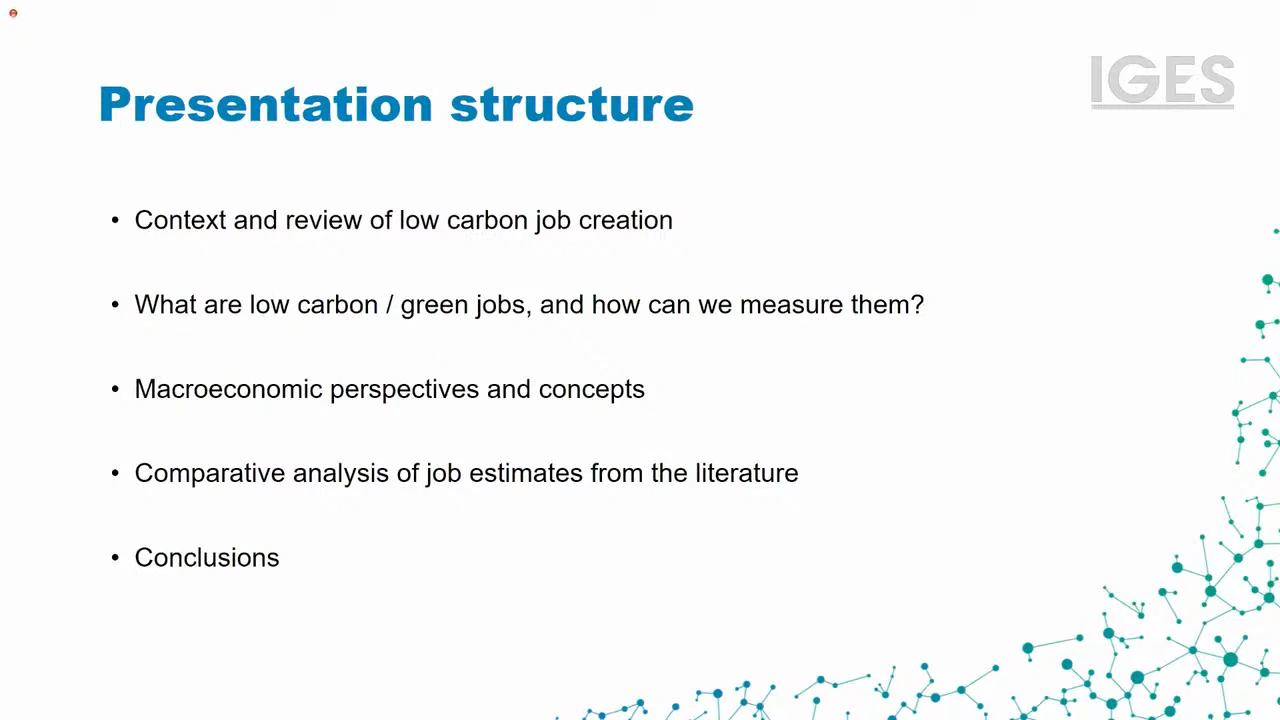 IGES
Presentation structure
• Context and review of low carbon job creation
• What are low carbon / green jobs, and how can we measure them?
• Macroeconomic perspectives and concepts
• Comparative analysis of job estimates from the literature
• Conclusions